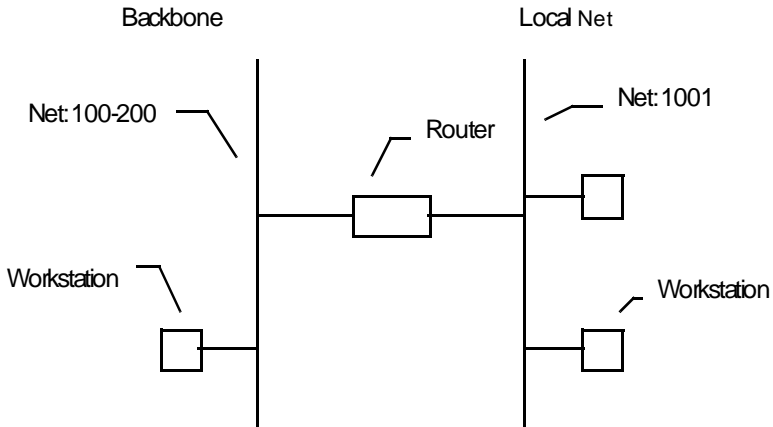 Backbone
Local Net
Net:100-200
Net:1001
Router
Workstation
Workstation